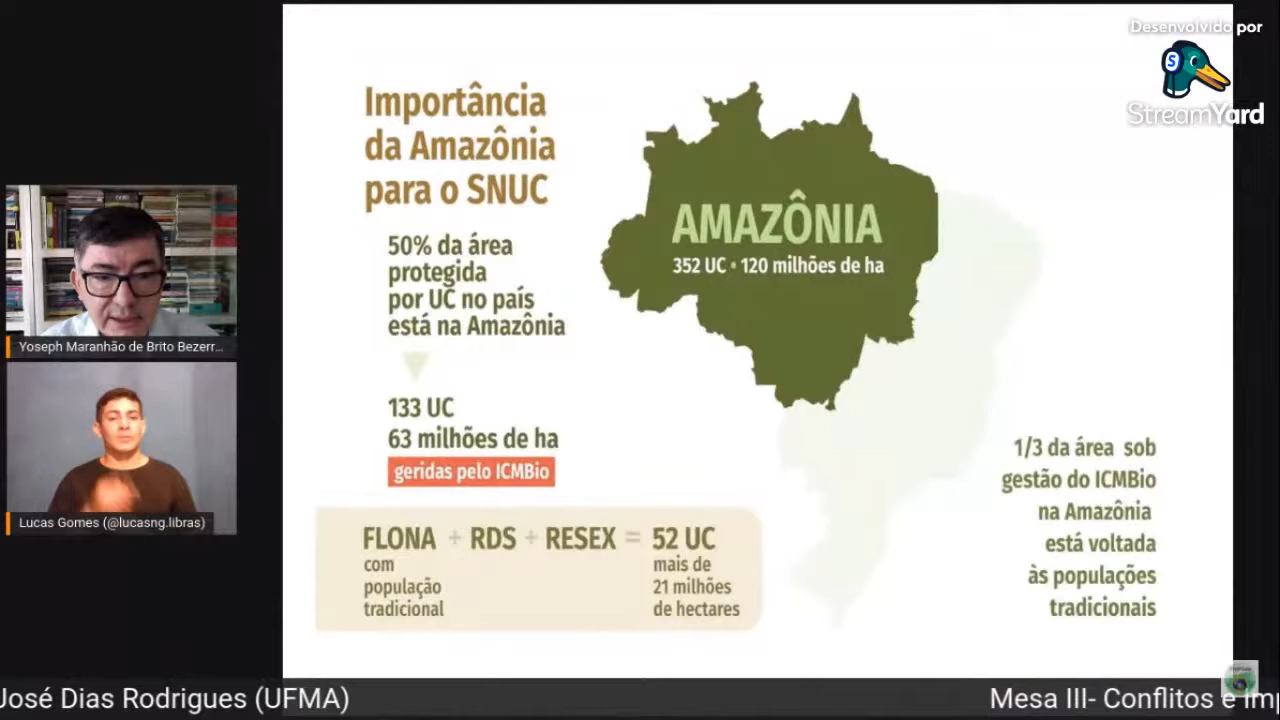 Desenvolvido por
S
StreamYard
Importância
da Amazônia
para o SNUC
50% da área
protegida
por UC no país
está na Amazônia
133 UC
63 milhões de ha
geridas pelo ICMBio
AMAZÔNIA
352 UC • 120 milhões de ha
1/3 da área sob
gestão do ICMBio
na Amazônia
está voltada
às populações
tradicionais
FLONA + RDS + RESEX = 52 UC
com
população
tradicional
mais de
21 milhões
de hectares
Yoseph Maranhão de Brito Bezerr...
Lucas Gomes (@lucasng.libras)
José Dias Rodrigues (UFMA)
Mesa III- Conflitos e Imp